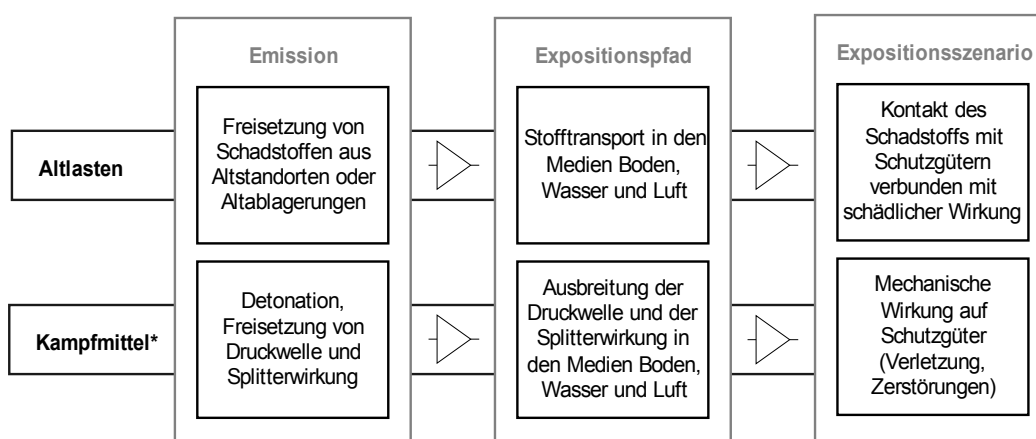 Emission
Expositionspfad
Expositionsszenario
Altlasten
Freisetzung von
Schadstoffen aus
Altstandorten oder
Altablagerungen
Stofftransport in den
Medien Boden,
Wasser und Luft
Kontakt des
Schadstoffs mit
Schutzgütern
verbunden mit
schädlicher Wirkung
Kampfmittel*
Detonation,
Freisetzung von
Druckwelle und
Splitterwirkung
Ausbreitung der
Druckwelle und der
Splitterwirkung in
den Medien Boden,
Wasser und Luft
Mechanische
Wirkung auf
Schutzgüter
(Verletzung,
Zerstörungen)